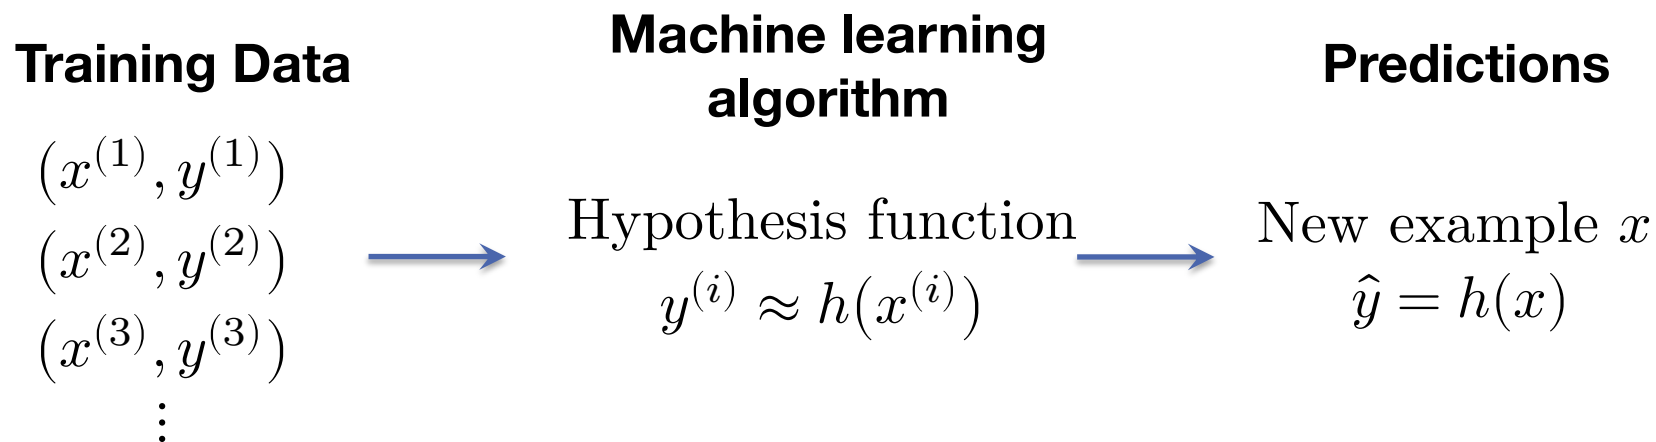 Training Data
(x^{(1)}, y^{(1)})
(x^{(2)}, y^{(2)})
(x^{(3)}, y^{(3)})
⋮
Machine learning
algorithm
Hypothesis function
y^{(i)} ≈ h(x^{(i)})
Predictions
New example x
ŷ = h(x)